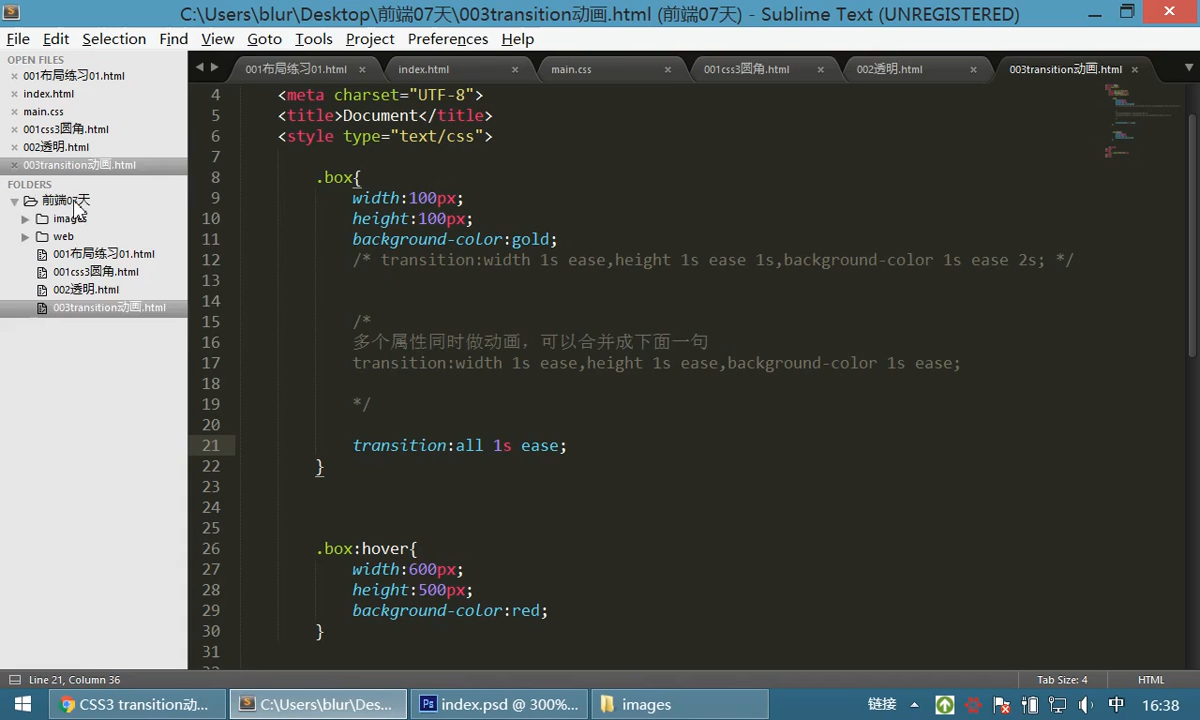 C:\Users\blur\Desktop\前端07天\003transition动画.html (前端07天) - Sublime Text (UNREGISTERED)
File Edit Selection Find View Goto Tools Project Preferences Help
OPEN FILES
001布局练习01.html
index.html
main.css
001css3圆角.html
002透明.html
003transition动画.html
FOLDERS
前端07天
images
web
001布局练习01.html
001css3圆角.html
002透明.html
003transition动画.html
001布局练习01.html index.html main.css 001css3圆角.html 002透明.html 003transition动画.html
4 <meta charset="UTF-8">
5 <title>Document</title>
6 <style type="text/css">
7
8 .box{
9 width:100px;
10 height:100px;
11 background-color:gold;
12 /* transition:width 1s ease,height 1s ease 1s,background-color 1s ease 2s; */
13
14
15 /*
16 多个属性同时做动画，可以合并成下面一句
17 transition:width 1s ease,height 1s ease,background-color 1s ease;
18
19 */
20
21 transition:all 1s ease;
22 }
23
24
25
26 .box:hover{
27 width:600px;
28 height:500px;
29 background-color:red;
30 }
31
Line 21, Column 36 Tab Size: 4 HTML
CSS3 transition动... C:\Users\blur\Des... index.psd @ 300%... images 链接 中 16:38